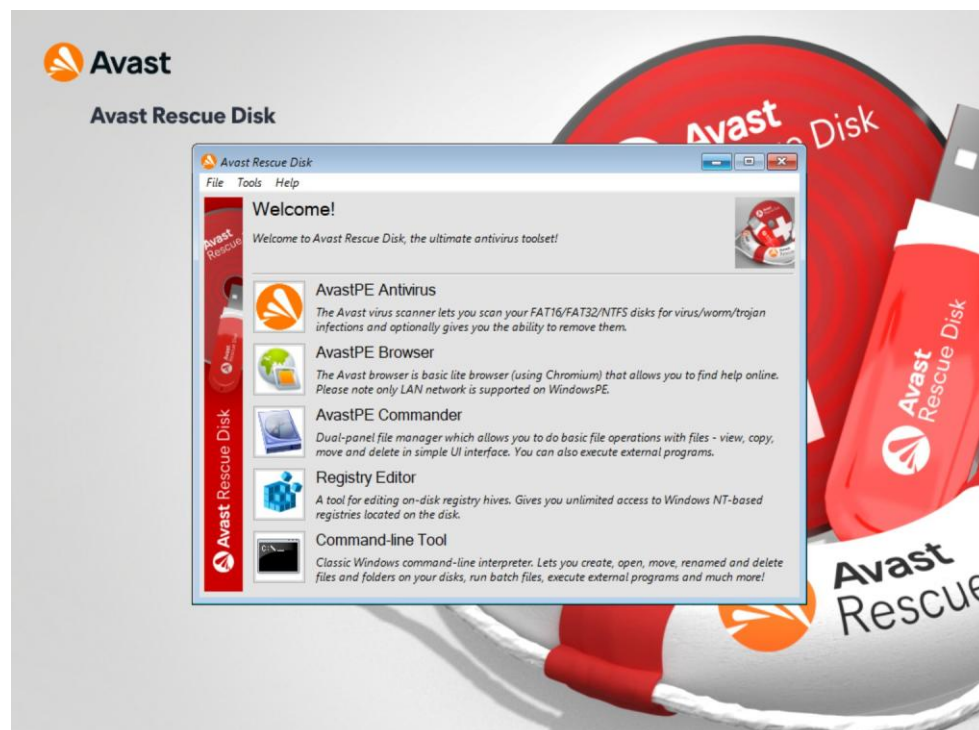 Avast
Avast Rescue Disk
Avast Rescue Disk
File Tools Help
Welcome!
Welcome to Avast Rescue Disk, the ultimate antivirus toolset!
AvastPE Antivirus
The Avast virus scanner lets you scan your FAT16/FAT32/NTFS disks for virus/worm/trojan
infections and optionally gives you the ability to remove them.
AvastPE Browser
The Avast browser is basic lite browser (using Chromium) that allows you to find help online.
Please note only LAN network is supported on WindowsPE.
AvastPE Commander
Dual-panel file manager which allows you to do basic file operations with files - view, copy,
move and delete in simple UI interface. You can also execute external programs.
Registry Editor
A tool for editing on-disk registry hives. Gives you unlimited access to Windows NT-based
registries located on the disk.
Command-line Tool
Classic Windows command-line interpreter. Lets you create, open, move, renamed and delete
files and folders on your disks, run batch files, execute external programs and much more!
Avast Rescue Disk
Avast
Rescue
C:\
Avast
Disk
Avast
Rescue Disk
Avast
Rescue